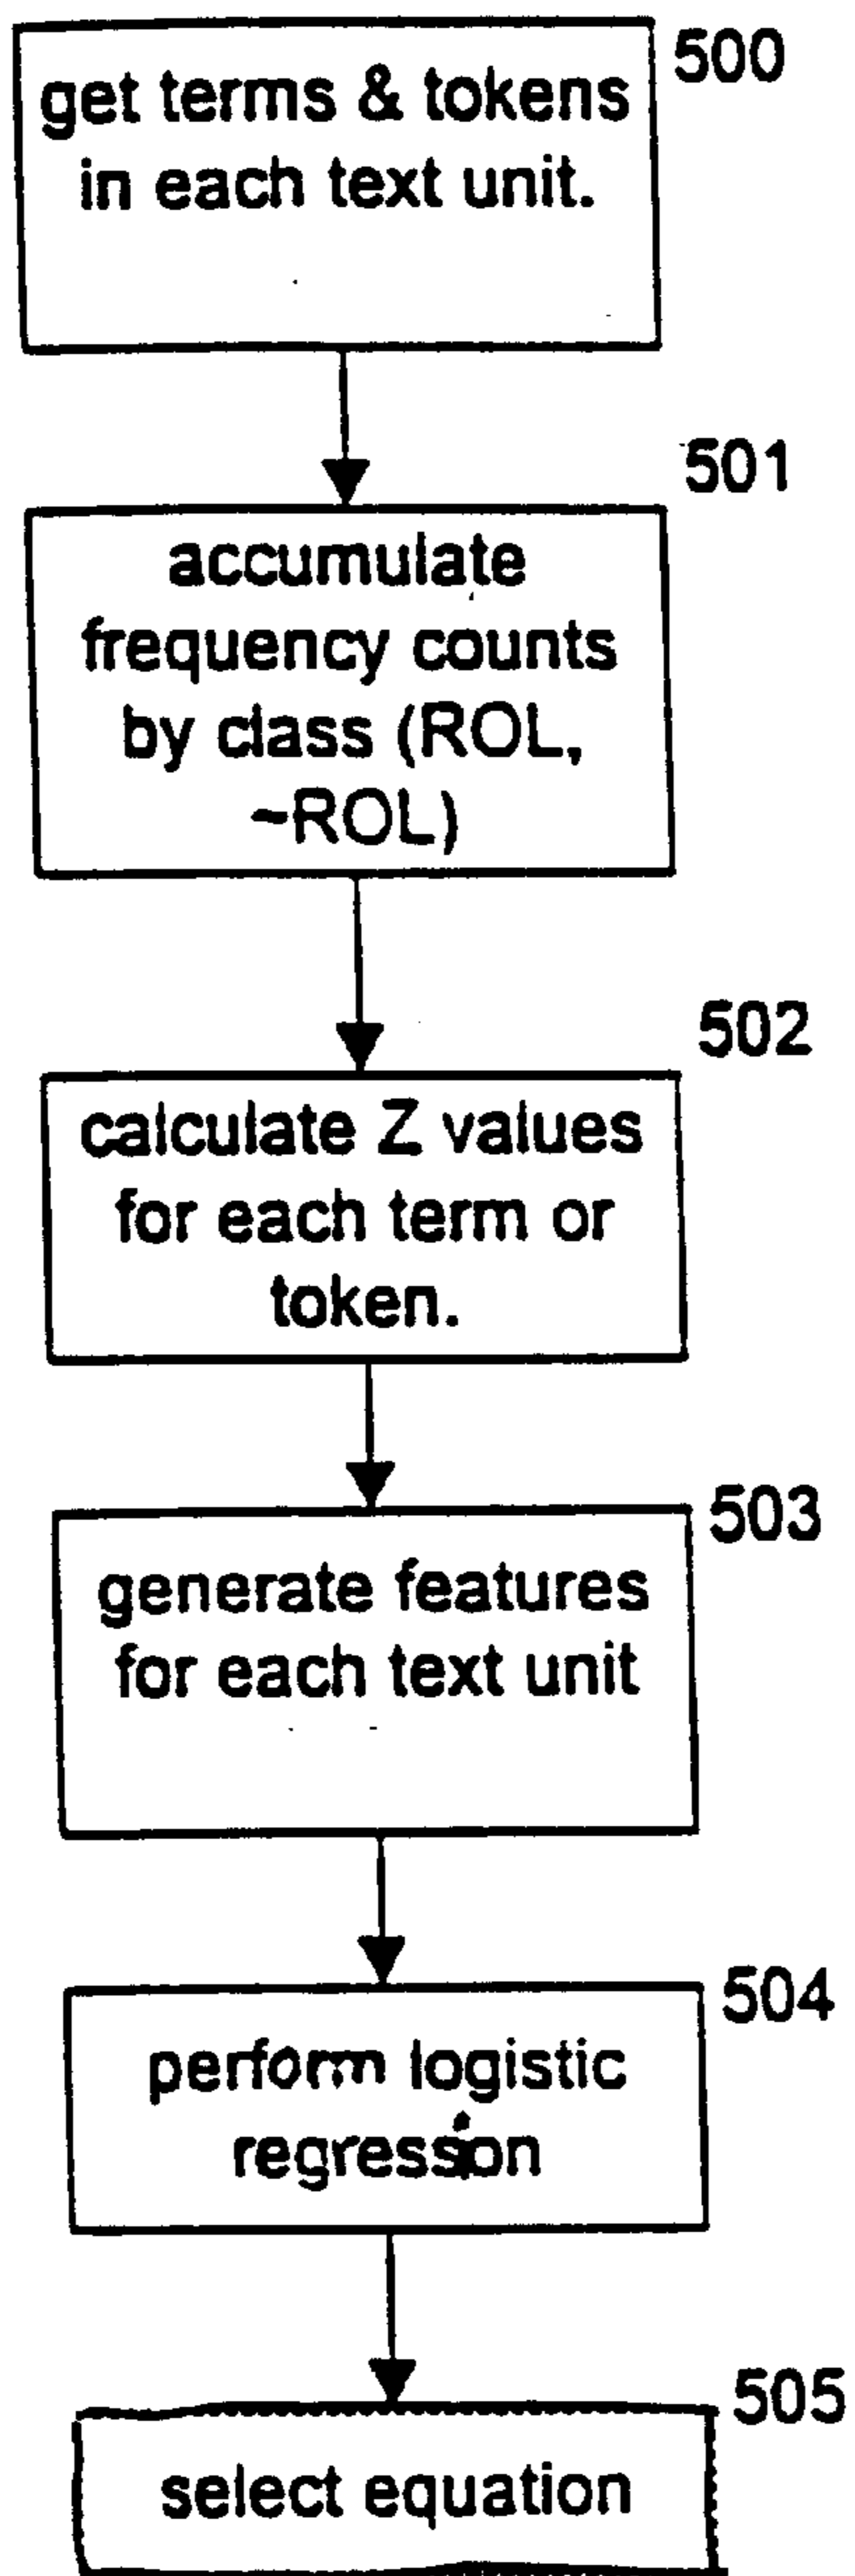 500
get terms & tokens
in each text unit.
501
accumulate
frequency counts
by class (ROL,
~ROL)
502
calculate Z values
for each term or
token.
503
generate features
for each text unit
504
perform logistic
regression
505
select equation